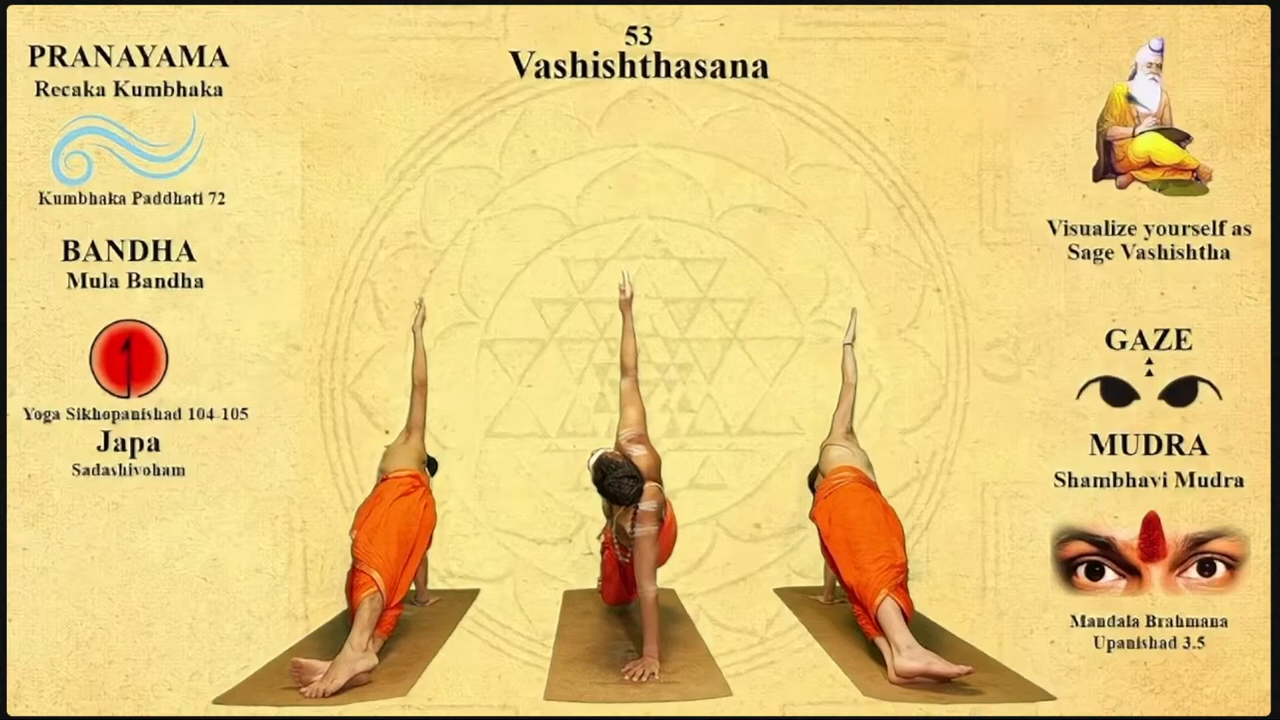 53
Vashishthasana
PRANAYAMA
Recaka Kumbhaka
Kumbhaka Paddhati 72
BANDHA
Mula Bandha
Yoga Sikhopanishad 104-105
Japa
Sadashivoham
Visualize yourself as
Sage Vashishtha
GAZE
MUDRA
Shambhavi Mudra
Mandala Brahmana
Upanishad 3.5